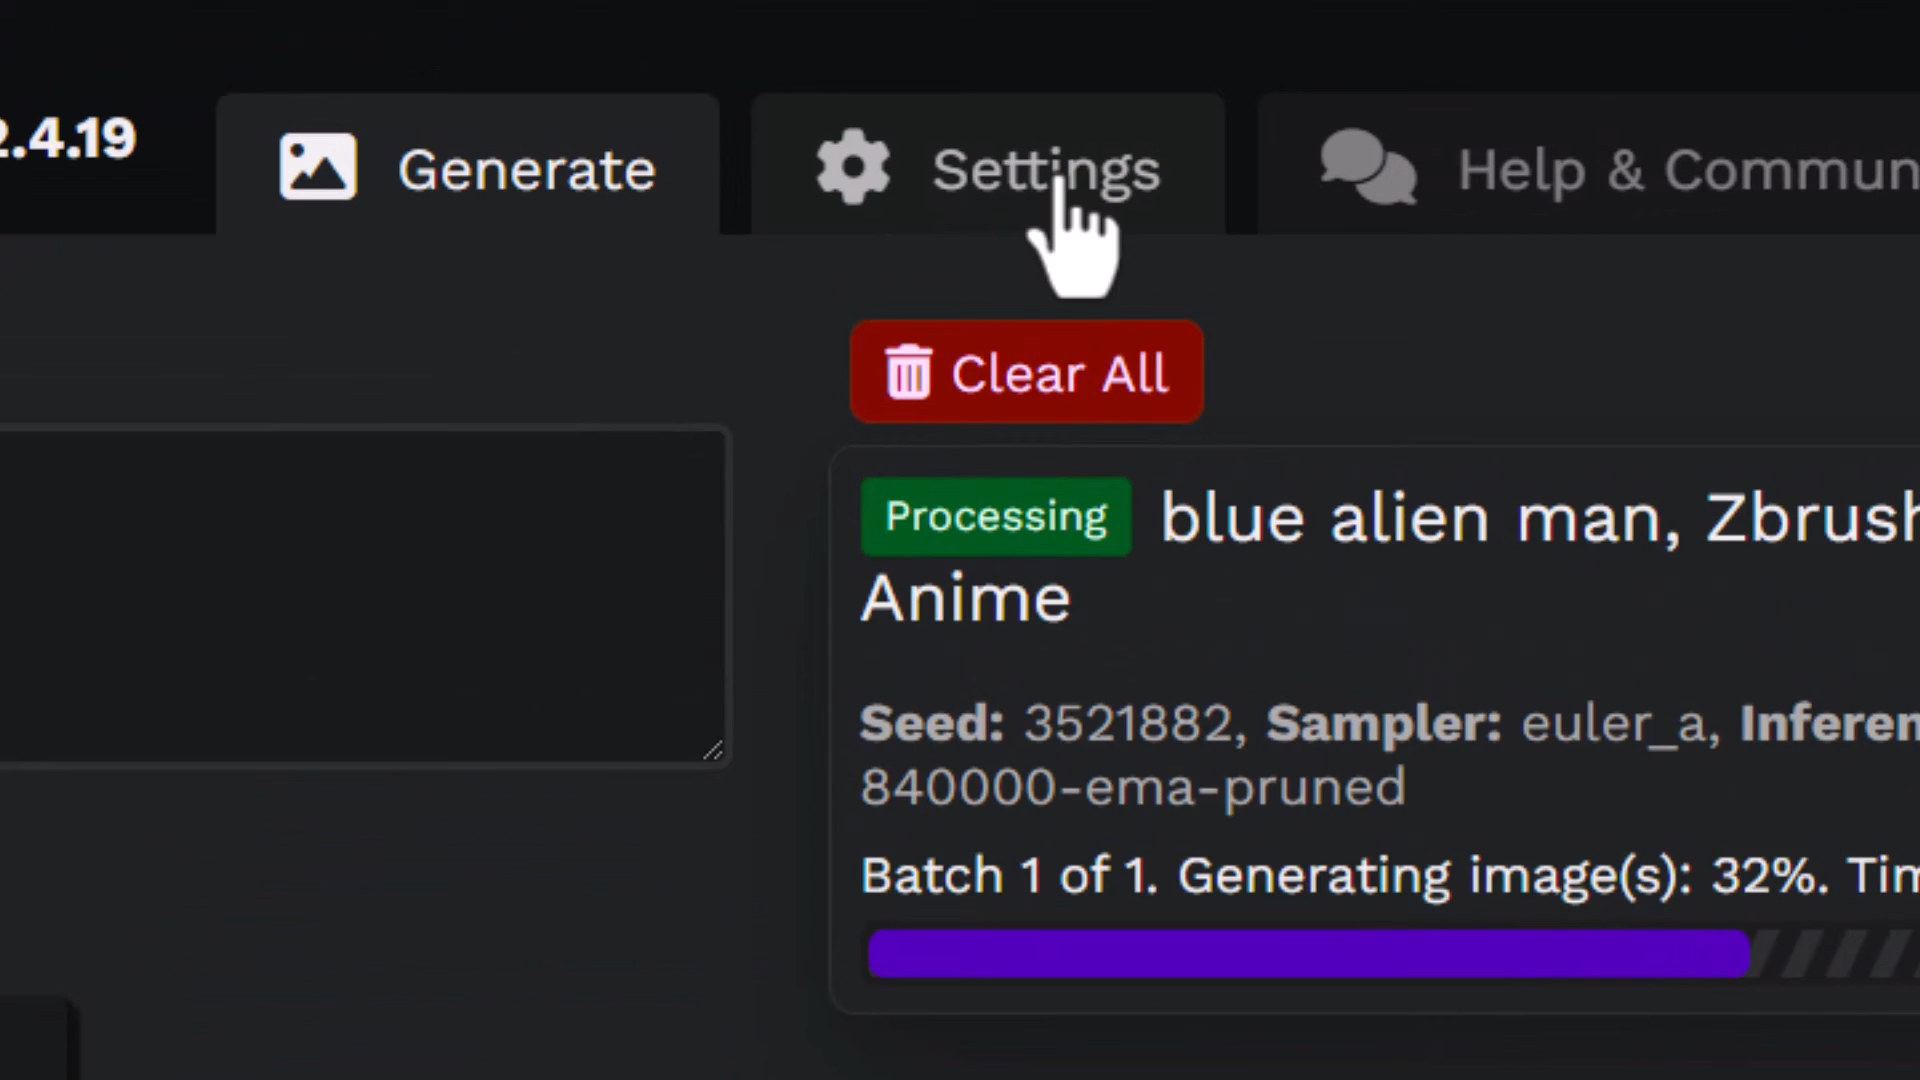 2.4.19 Generate Settings Help & Commun
Clear All
Processing blue alien man, Zbrush
Anime
Seed: 3521882, Sampler: euler_a, Inferen
840000-ema-pruned
Batch 1 of 1. Generating image(s): 32%. Tim